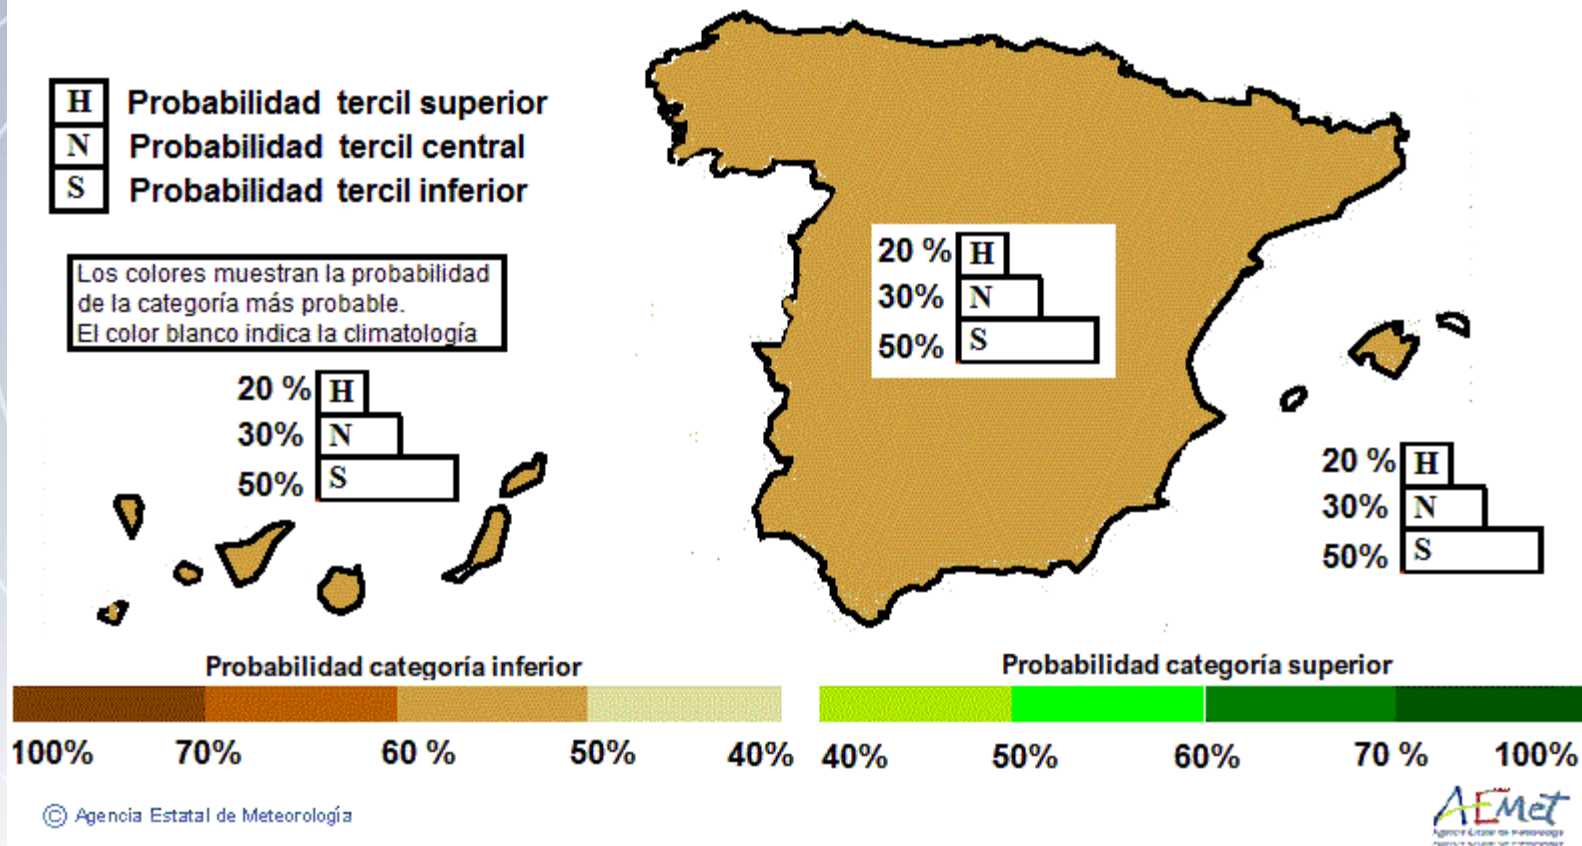 H Probabilidad tercil superior
N Probabilidad tercil central
S Probabilidad tercil inferior
Los colores muestran la probabilidad
de la categoría más probable.
El color blanco indica la climatología
20 % H
30% N
50% S
20 % H
30% N
50% S
20 % H
30% N
50% S
Probabilidad categoría inferior
100% 70% 60 % 50% 40%
Probabilidad categoría superior
40% 50% 60% 70 % 100%
© Agencia Estatal de Meteorología
AEMet